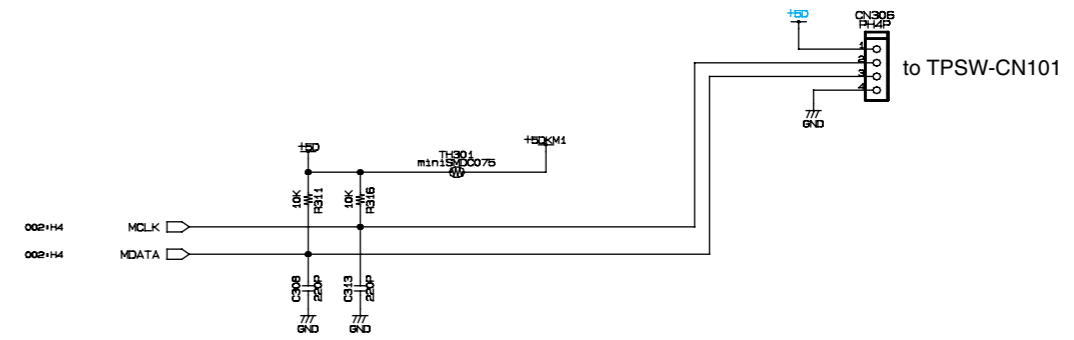 +5D
CN305
PH4P
1
2
3
4
to TPSW-CN101
GND
+5D
TH301
miniSMDC075
+5DKM1
10K
R311
10K
R316
002:H4 MCLK
002:H4 MDATA
C308
220P
C313
220P
GND
GND